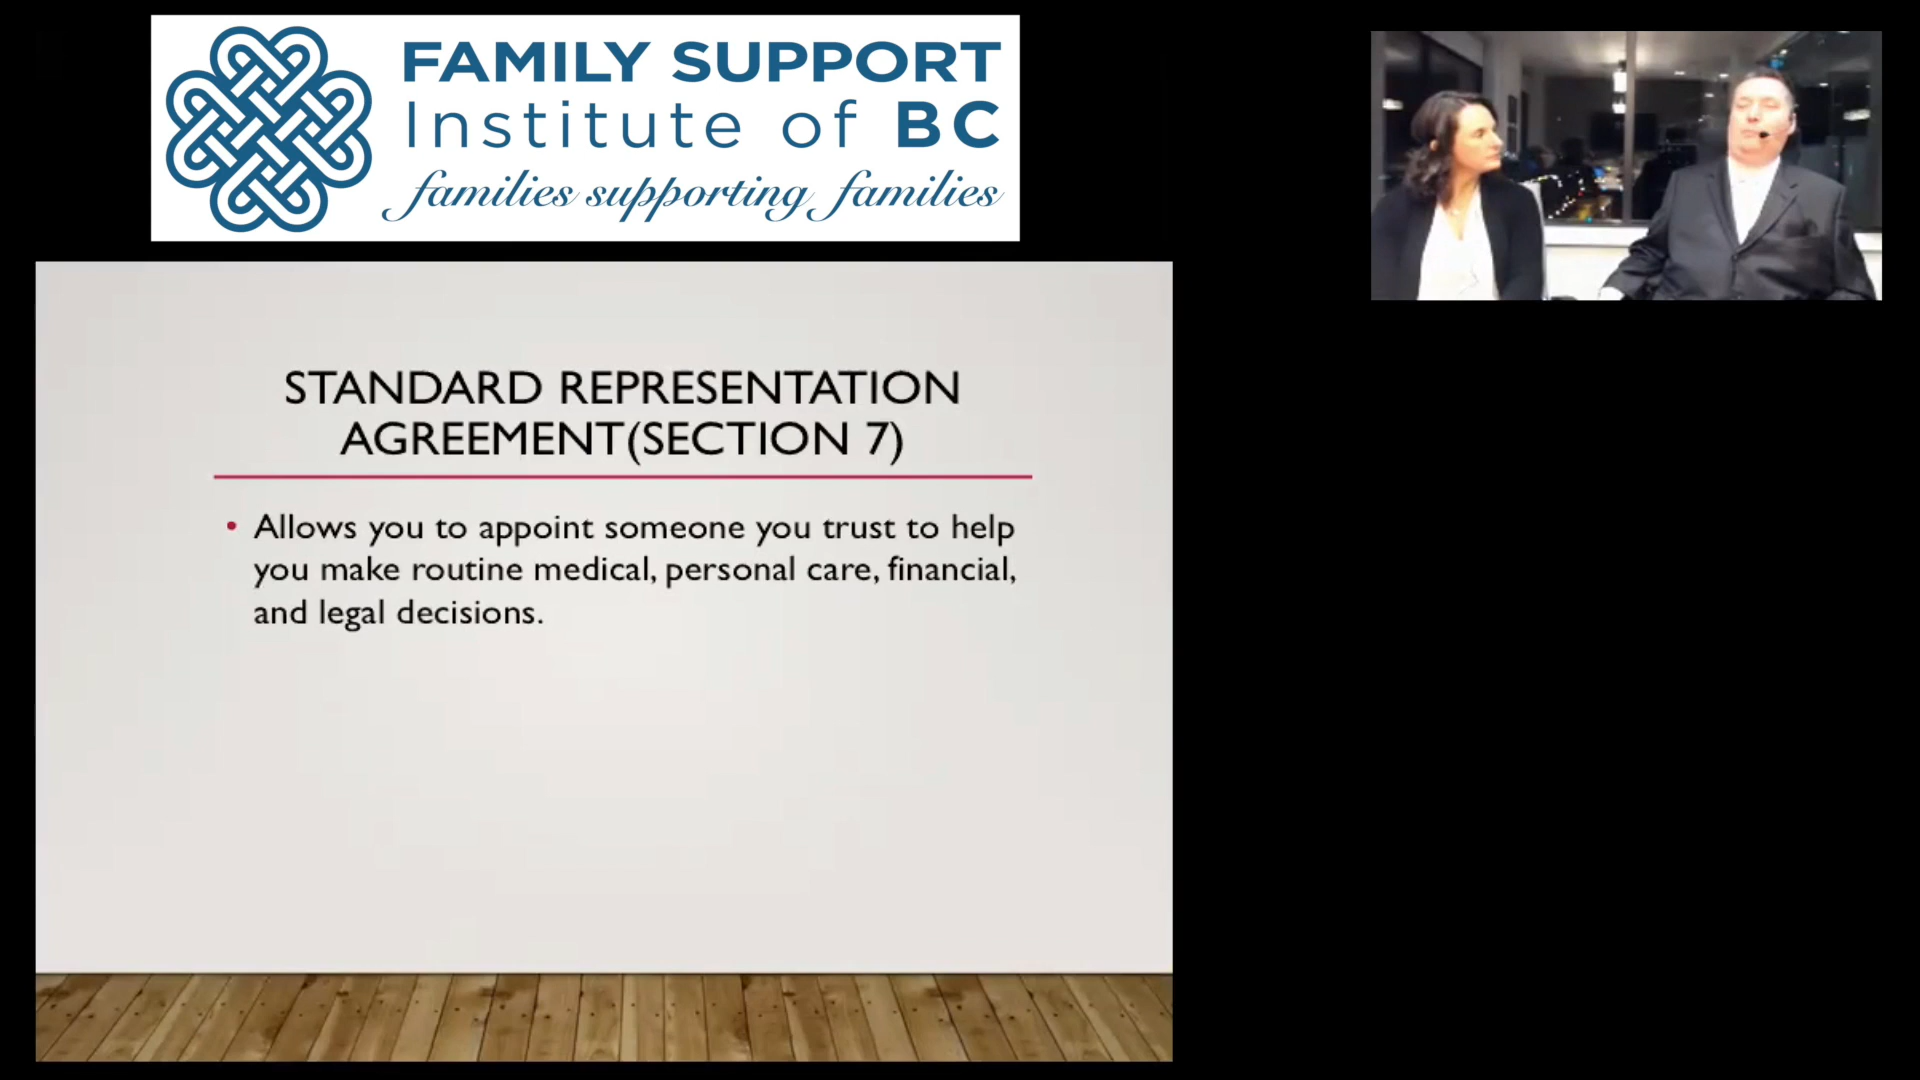 FAMILY SUPPORT
Institute of BC
families supporting families
STANDARD REPRESENTATION
AGREEMENT(SECTION 7)
• Allows you to appoint someone you trust to help
you make routine medical, personal care, financial,
and legal decisions.